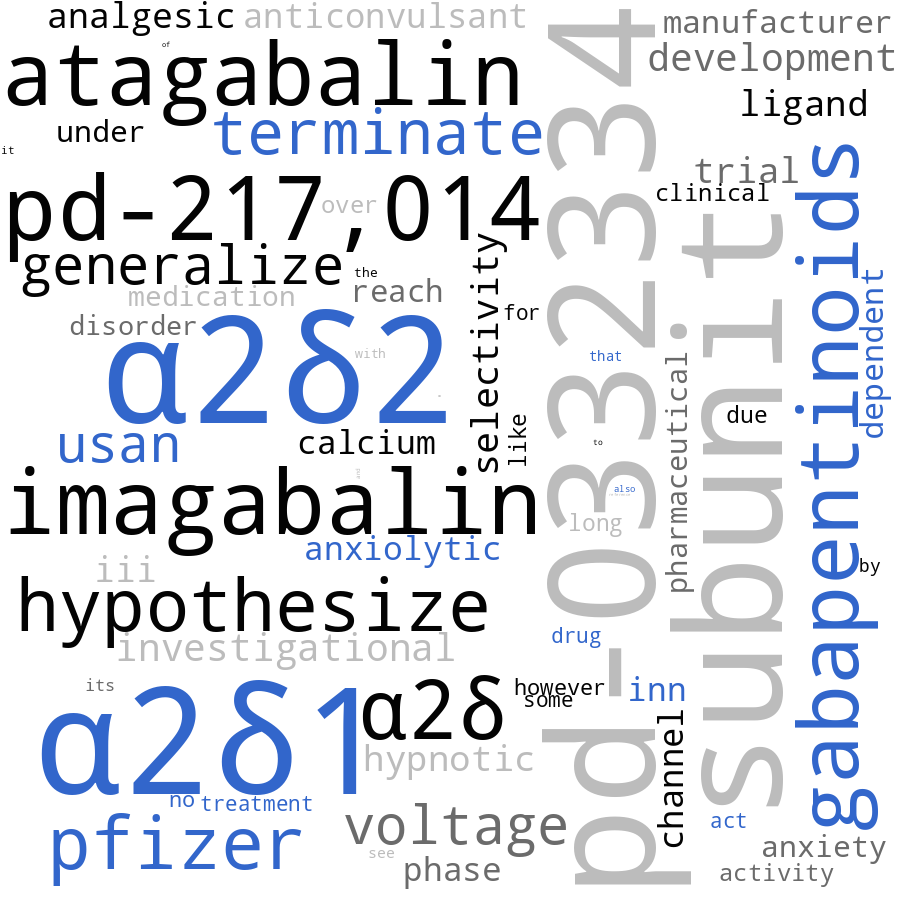 analgesic
anticonvulsant
manufacturer
of
atagabalin
development
ligand
under
terminate
it
trial
clinical
pd-217,014
over
generalize
the
medication
reach
selectivity
for
disorder
α2δ2
with
that
dependent
pharmaceutical
pd-0332334
subunit
gabapentinoids
due
like
usan
calcium
to
imagabalin
and
also
long
anxiolytic
iii
by
hypothesize
drug
investigational
its
α2δ1
α2δ
however
some
inn
channel
hypnotic
no
treatment
pfizer
voltage
act
see
phase
anxiety
activity